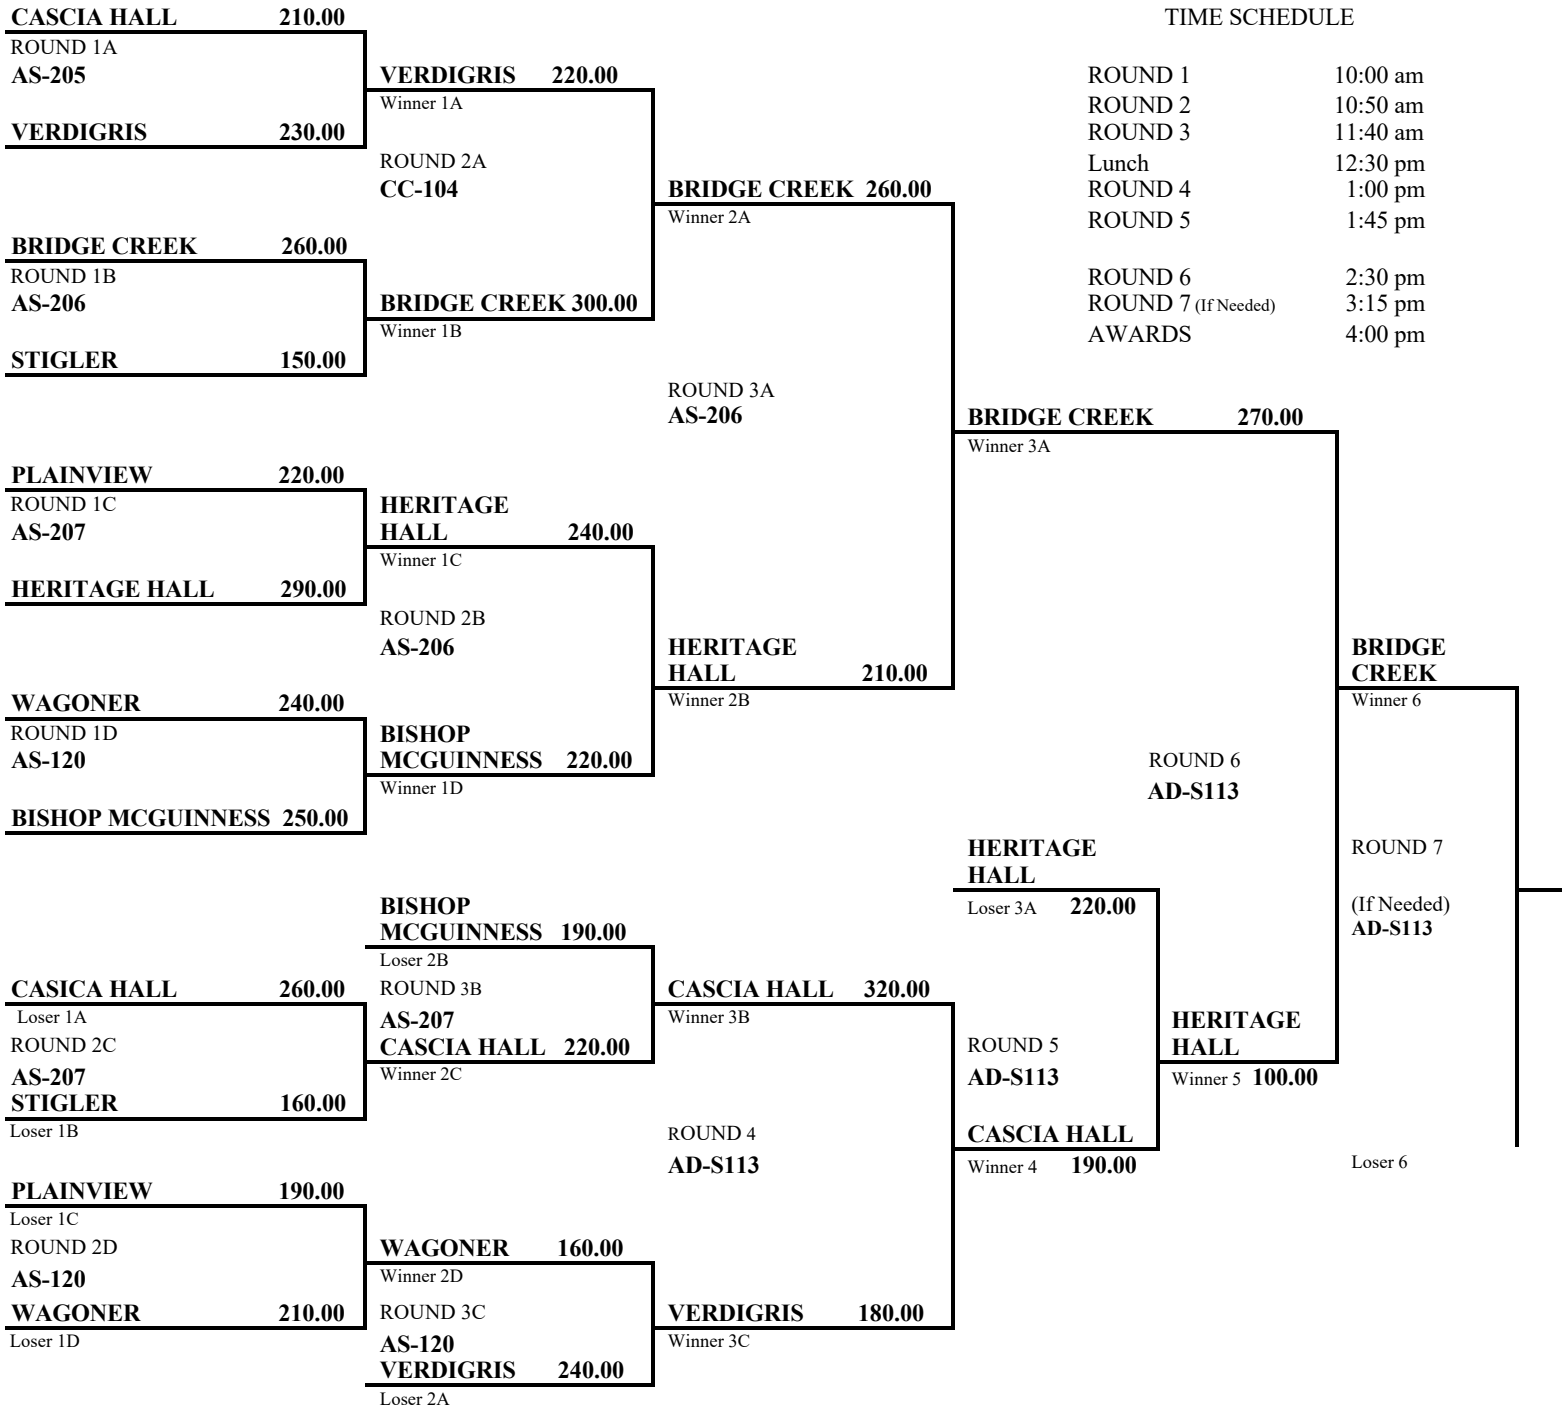 CASCIA HALL 210.00
ROUND 1A
AS-205
VERDIGRIS 230.00
BRIDGE CREEK 260.00
ROUND 1B
AS-206
STIGLER 150.00
PLAINVIEW 220.00
ROUND 1C
AS-207
HERITAGE HALL 290.00
WAGONER 240.00
ROUND 1D
AS-120
BISHOP MCGUINNESS 250.00
CASICA HALL 260.00
Loser 1A
ROUND 2C
AS-207
STIGLER 160.00
Loser 1B
PLAINVIEW 190.00
Loser 1C
ROUND 2D
AS-120
WAGONER 210.00
Loser 1D
VERDIGRIS 220.00
Winner 1A
ROUND 2A
CC-104
BRIDGE CREEK 300.00
Winner 1B
HERITAGE
HALL 240.00
Winner 1C
ROUND 2B
AS-206
BISHOP
MCGUINNESS 220.00
Winner 1D
BISHOP
MCGUINNESS 190.00
Loser 2B
ROUND 3B
AS-207
CASCIA HALL 220.00
Winner 2C
WAGONER 160.00
Winner 2D
ROUND 3C
AS-120
VERDIGRIS 240.00
Loser 2A
BRIDGE CREEK 260.00
Winner 2A
ROUND 3A
AS-206
HERITAGE
HALL 210.00
Winner 2B
CASCIA HALL 320.00
Winner 3B
ROUND 4
AD-S113
VERDIGRIS 180.00
Winner 3C
BRIDGE CREEK 270.00
Winner 3A
ROUND 6
AD-S113
HERITAGE
HALL
Loser 3A 220.00
ROUND 5
AD-S113
CASCIA HALL
Winner 4 190.00
HERITAGE
HALL
Winner 5 100.00
BRIDGE
CREEK
Winner 6
ROUND 7
(If Needed)
AD-S113
Loser 6
TIME SCHEDULE
ROUND 1 10:00 am
ROUND 2 10:50 am
ROUND 3 11:40 am
Lunch 12:30 pm
ROUND 4 1:00 pm
ROUND 5 1:45 pm
ROUND 6 2:30 pm
ROUND 7 (If Needed) 3:15 pm
AWARDS 4:00 pm